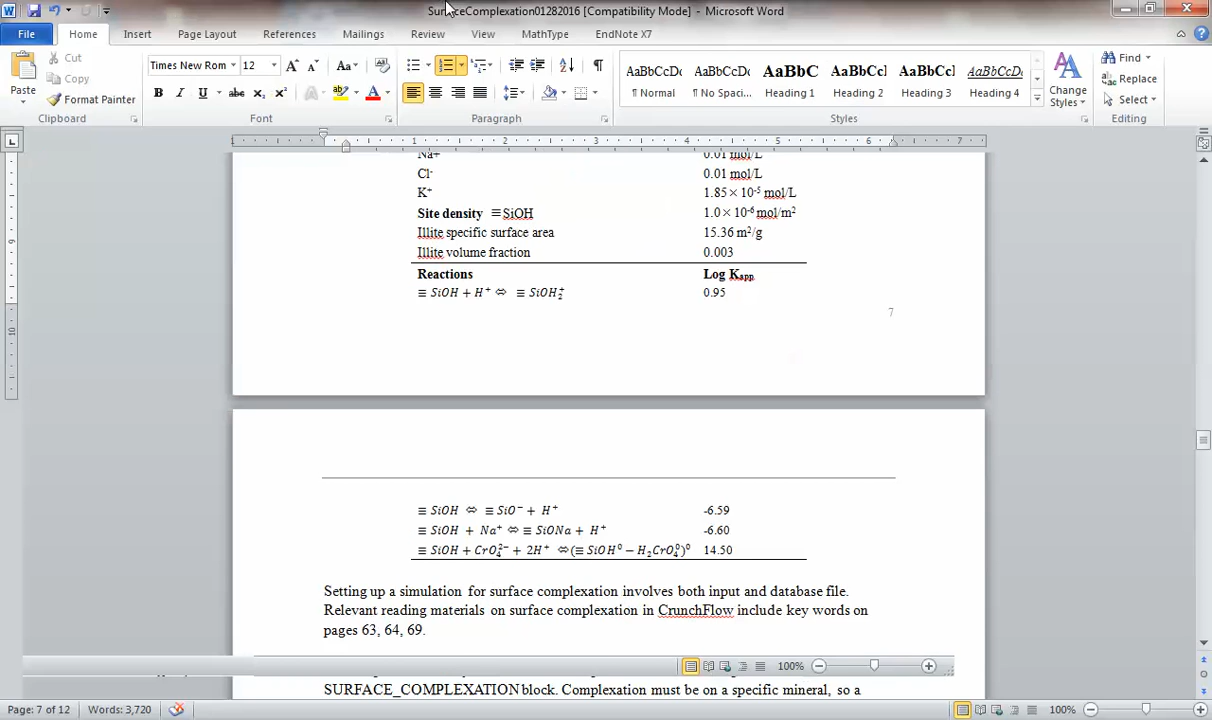 SurfaceComplexation01282016 [Compatibility Mode] - Microsoft Word
File Home Insert Page Layout References Mailings Review View MathType EndNote X7
Paste Cut Copy Format Painter Clipboard
Times New Rom 12 Font
Paragraph
AaBbCcDc AaBbCcDc AaBbC AaBbCc AaBbCcI AaBbCcDc
¶ Normal ¶ No Spaci... Heading 1 Heading 2 Heading 3 Heading 4
Change Styles Styles
Find Replace Select Editing
Na+ 0.01 mol/L
Cl- 0.01 mol/L
K⁺ 1.85 × 10⁻⁵ mol/L
Site density ≡SiOH 1.0 × 10⁻⁶ mol/m²
Illite specific surface area 15.36 m²/g
Illite volume fraction 0.003
Reactions Log Kapp
≡ SiOH + H⁺ ⇔ ≡ SiOH₂⁺ 0.95
7
≡ SiOH ⇔ ≡ SiO⁻ + H⁺ -6.59
≡ SiOH + Na⁺ ⇔ ≡ SiONa + H⁺ -6.60
≡ SiOH + CrO₄²⁻ + 2H⁺ ⇔ (≡ SiOH⁰ − H₂CrO₄⁰)⁰ 14.50
Setting up a simulation for surface complexation involves both input and database file.
Relevant reading materials on surface complexation in CrunchFlow include key words on
pages 63, 64, 69.
100%
SURFACE_COMPLEXATION block. Complexation must be on a specific mineral, so a
Page: 7 of 12 Words: 3,720 100%